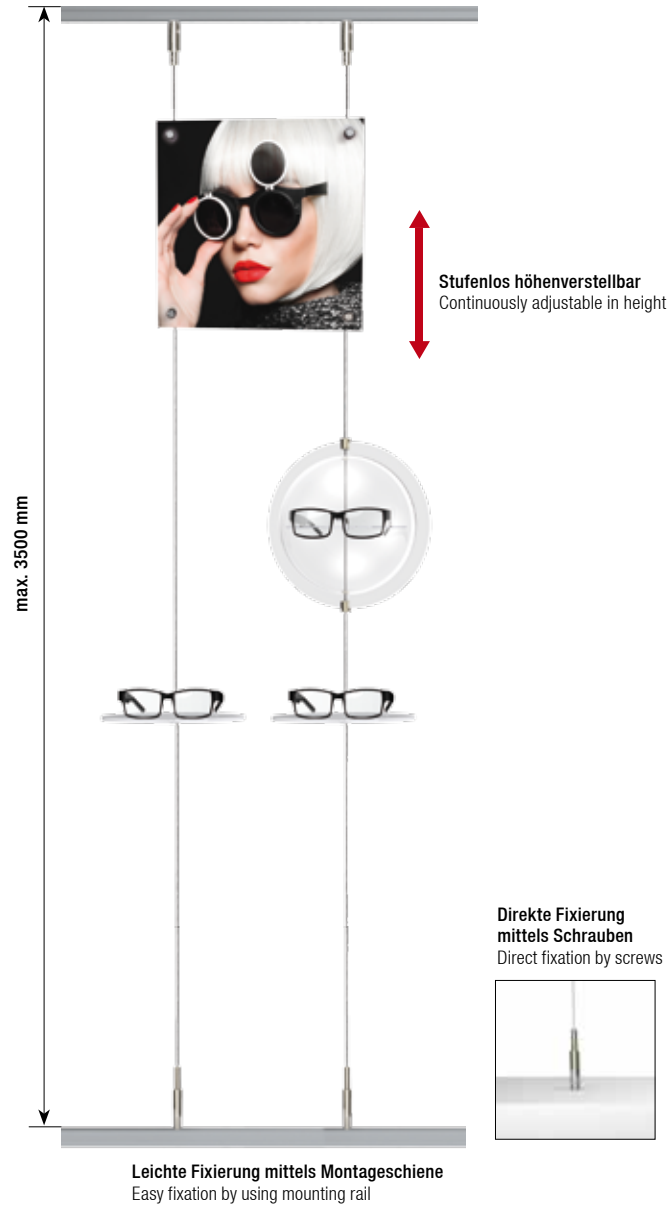 Stufenlos höhenverstellbar
Continuously adjustable in height
max. 3500 mm
Direkte Fixierung
mittels Schrauben
Direct fixation by screws
Leichte Fixierung mittels Montageschiene
Easy fixation by using mounting rail